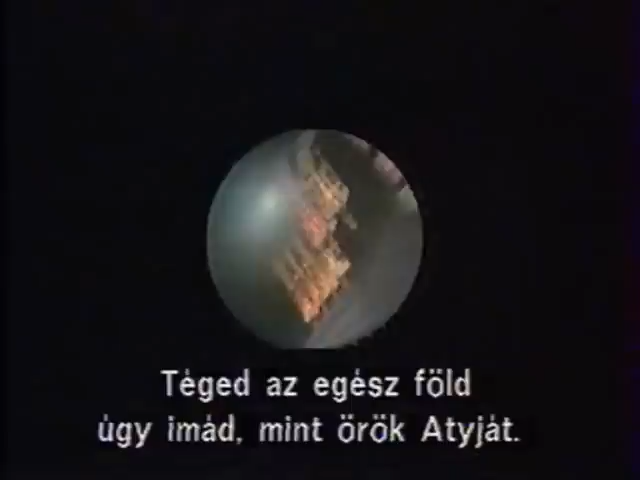 Téged az egész föld
úgy imád, mint örök Atyját.